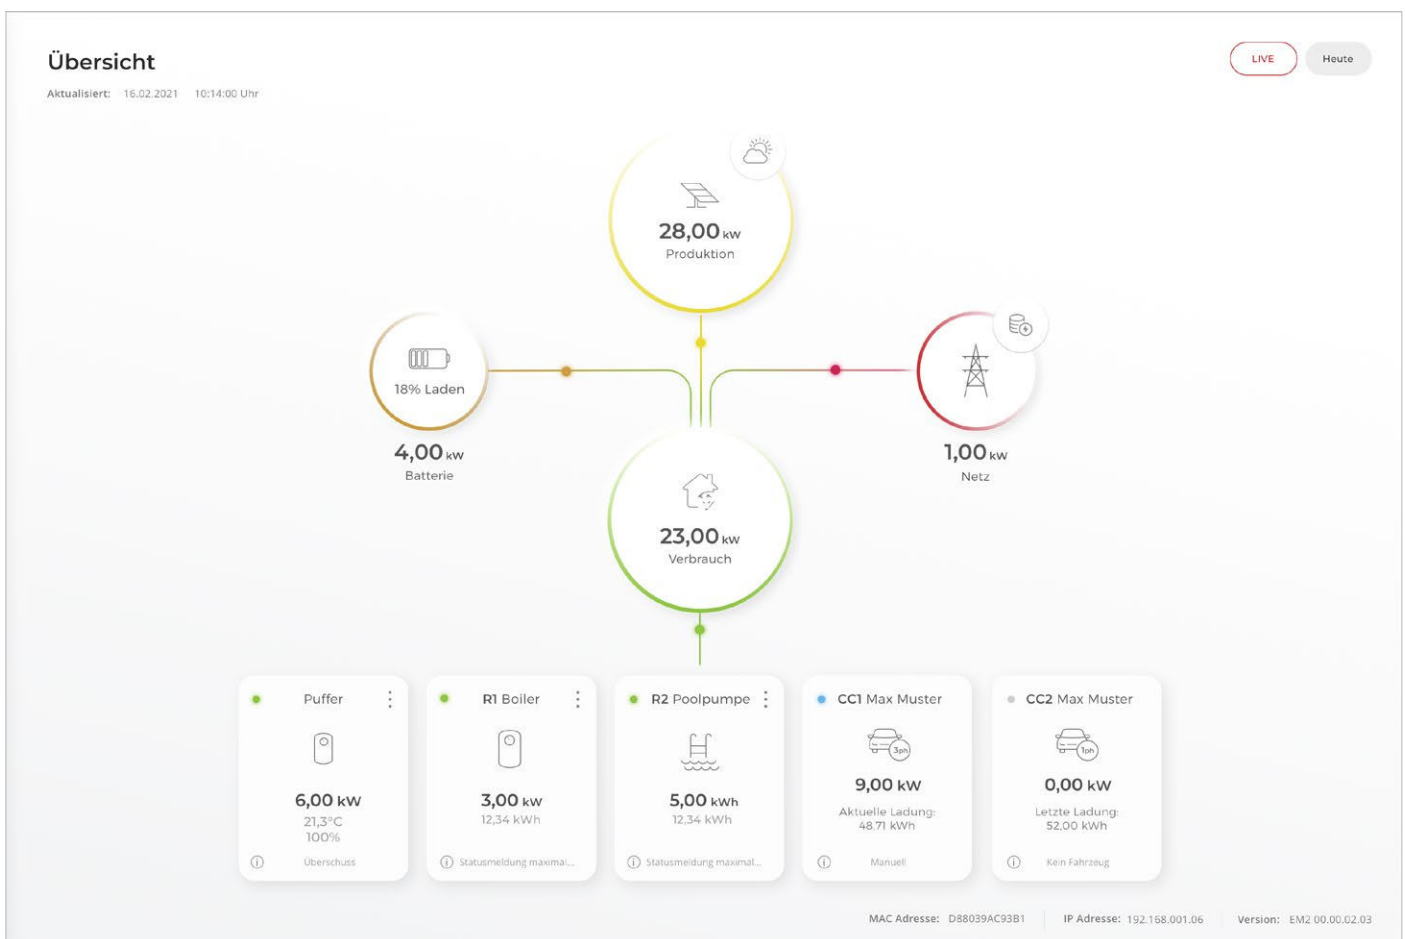 Übersicht
LIVE
Heute
Aktualisiert: 16.02.2021 10:14:00 Uhr
28,00 kW
Produktion
18% Laden
4,00 kW
Batterie
1,00 kW
Netz
23,00 kW
Verbrauch
Puffer
6,00 kW
21,3°C
100%
Überschuss
R1 Boiler
3,00 kW
12,34 kWh
Statusmeldung maximal...
R2 Poolpumpe
5,00 kWh
12,34 kWh
Statusmeldung maximal...
CC1 Max Muster
3ph
9,00 kW
Aktuelle Ladung:
48,71 kWh
Manuell
CC2 Max Muster
1ph
0,00 kW
Letzte Ladung:
52,00 kWh
Kein Fahrzeug
MAC Adresse: D88039AC93B1 IP Adresse: 192.168.001.06 Version: EM2 00.00.02.03